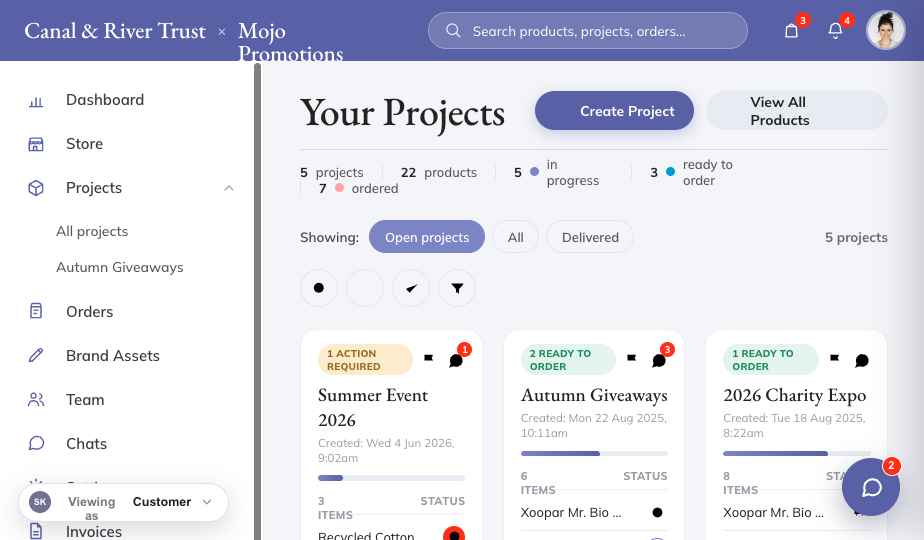 Canal & River Trust × Mojo Promotions
Search products, projects, orders...
3
4
Dashboard
Store
Projects
All projects
Autumn Giveaways
Orders
Brand Assets
Team
Chats
SK Viewing as Customer
Invoices
Your Projects
Create Project
View All Products
5 projects
22 products
5 in progress
3 ready to order
7 ordered
Showing:
Open projects
All
Delivered
5 projects
1 ACTION REQUIRED
1
Summer Event 2026
Created: Wed 4 Jun 2026, 9:02am
3 ITEMS
STATUS
Recycled Cotton
2 READY TO ORDER
3
Autumn Giveaways
Created: Mon 22 Aug 2025, 10:11am
6 ITEMS
STATUS
Xoopar Mr. Bio ...
1 READY TO ORDER
2026 Charity Expo
Created: Tue 18 Aug 2025, 8:22am
8 ITEMS
Xoopar Mr. Bio ...
2